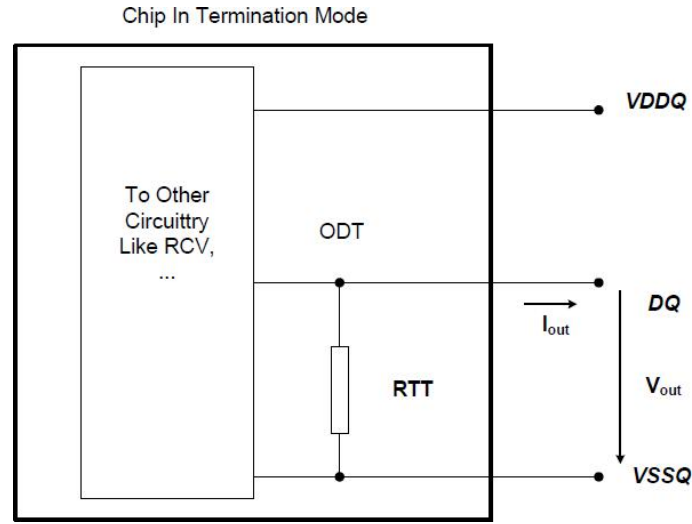 Chip In Termination Mode
VDDQ
To Other
Circuittry
Like RCV,
...
ODT
DQ
Iout
RTT
Vout
VSSQ